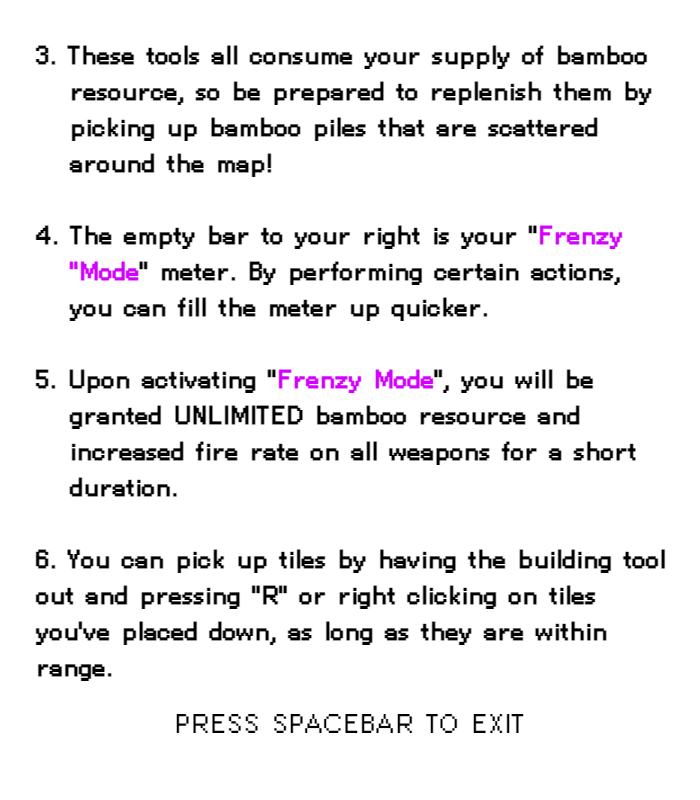 3. These tools all consume your supply of bamboo
resource, so be prepared to replenish them by
picking up bamboo piles that are scattered
around the map!
4. The empty bar to your right is your "Frenzy
"Mode" meter. By performing certain actions,
you can fill the meter up quicker.
5. Upon activating "Frenzy Mode", you will be
granted UNLIMITED bamboo resource and
increased fire rate on all weapons for a short
duration.
6. You can pick up tiles by having the building tool
out and pressing "R" or right clicking on tiles
you've placed down, as long as they are within
range.
PRESS SPACEBAR TO EXIT